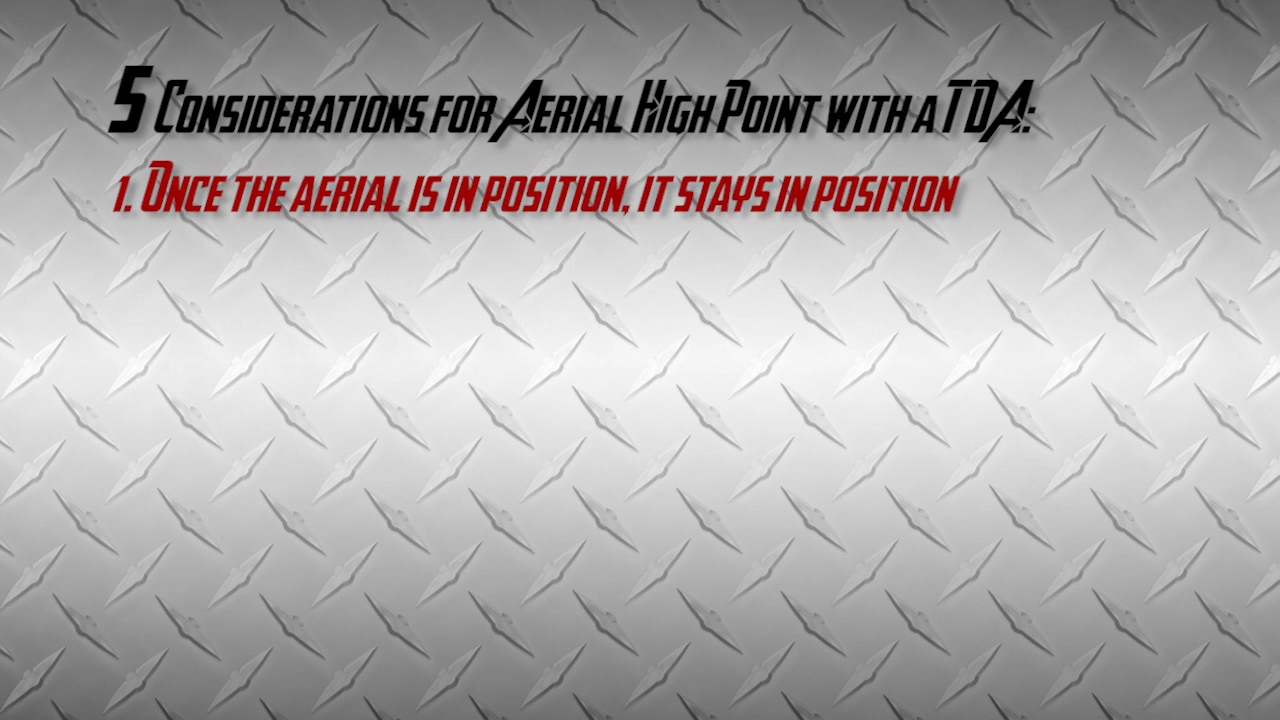 5 Considerations for Aerial High Point with a TDA:
1. Once the aerial is in position, it stays in position